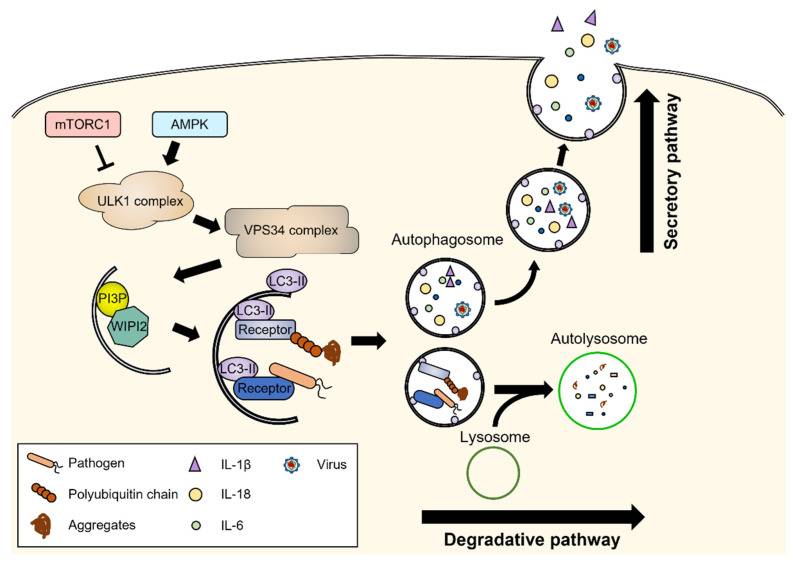 mTORC1
AMPK
ULK1 complex
VPS34 complex
PI3P
WIPI2
LC3-II
LC3-II
Receptor
LC3-II
Receptor
Autophagosome
Secretory pathway
Autolysosome
Lysosome
Degradative pathway
Pathogen
IL-1β
Virus
Polyubiquitin chain
IL-18
Aggregates
IL-6